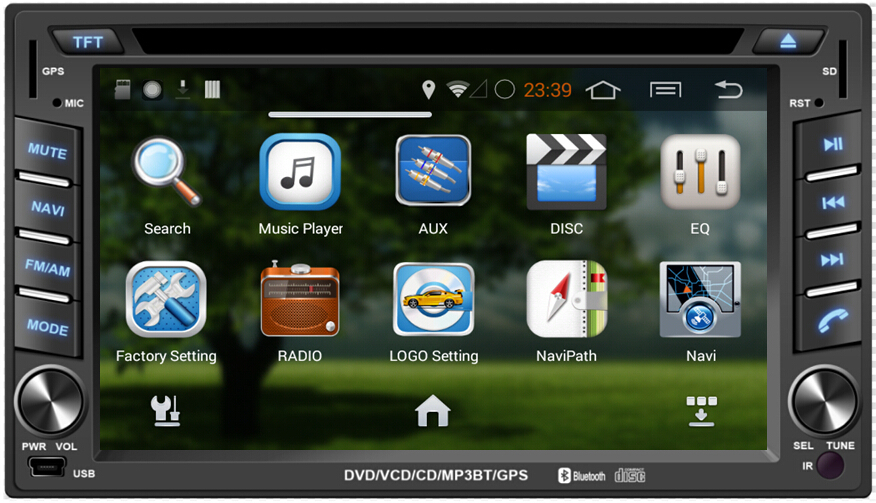 TFT
GPS
SD
MIC
RST
23:39
MUTE
NAVI
FM/AM
MODE
Search
Music Player
AUX
DISC
EQ
Factory Setting
RADIO
LOGO Setting
NaviPath
Navi
PWR VOL
SEL TUNE
USB
IR
DVD/VCD/CD/MP3BT/GPS
Bluetooth
COMPACT
disc